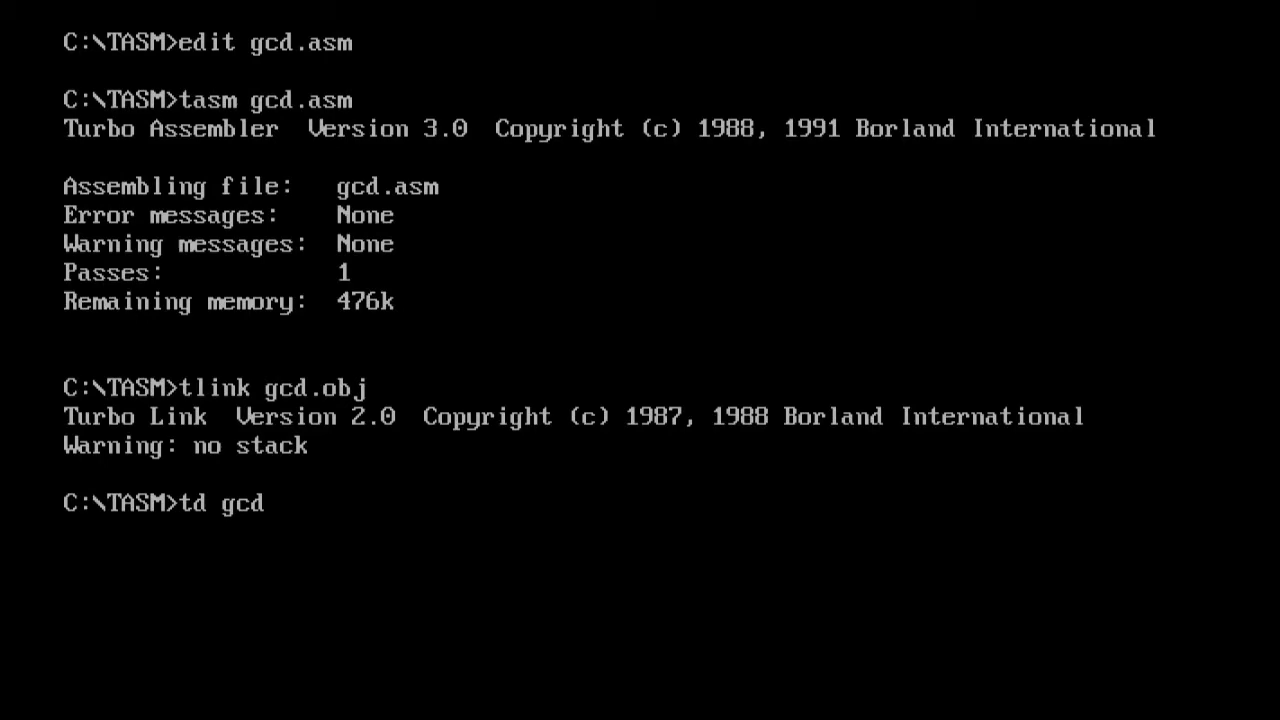 C:\TASM>edit gcd.asm
C:\TASM>tasm gcd.asm
Turbo Assembler  Version 3.0  Copyright (c) 1988, 1991 Borland International
Assembling file:   gcd.asm
Error messages:    None
Warning messages:  None
Passes:            1
Remaining memory:  476k
C:\TASM>tlink gcd.obj
Turbo Link  Version 2.0  Copyright (c) 1987, 1988 Borland International
Warning: no stack
C:\TASM>td gcd